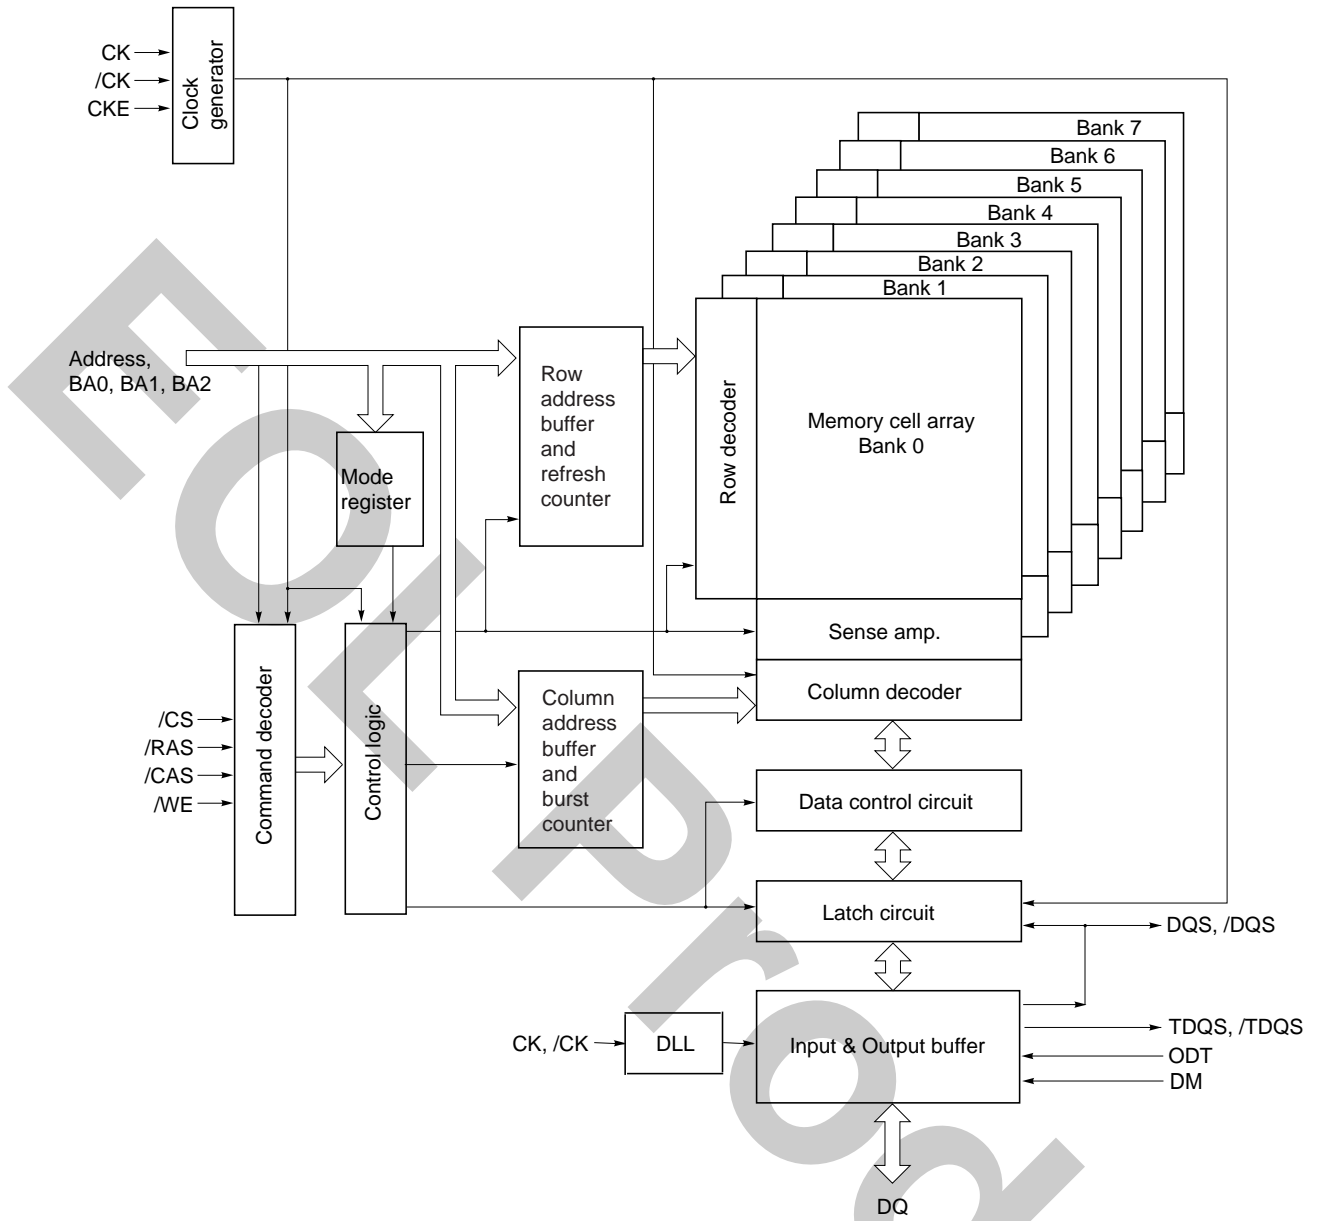 CK
/CK
CKE
Clock
generator
Bank 7
Bank 6
Bank 5
Bank 4
Bank 3
Bank 2
Bank 1
Address,
BA0, BA1, BA2
Mode
register
Row
address
buffer
and
refresh
counter
Row decoder
Memory cell array
Bank 0
Sense amp.
Column decoder
/CS
/RAS
/CAS
/WE
Command decoder
Control logic
Column
address
buffer
and
burst
counter
Data control circuit
Latch circuit
DQS, /DQS
CK, /CK
DLL
Input & Output buffer
TDQS, /TDQS
ODT
DM
DQ
EOL Prod